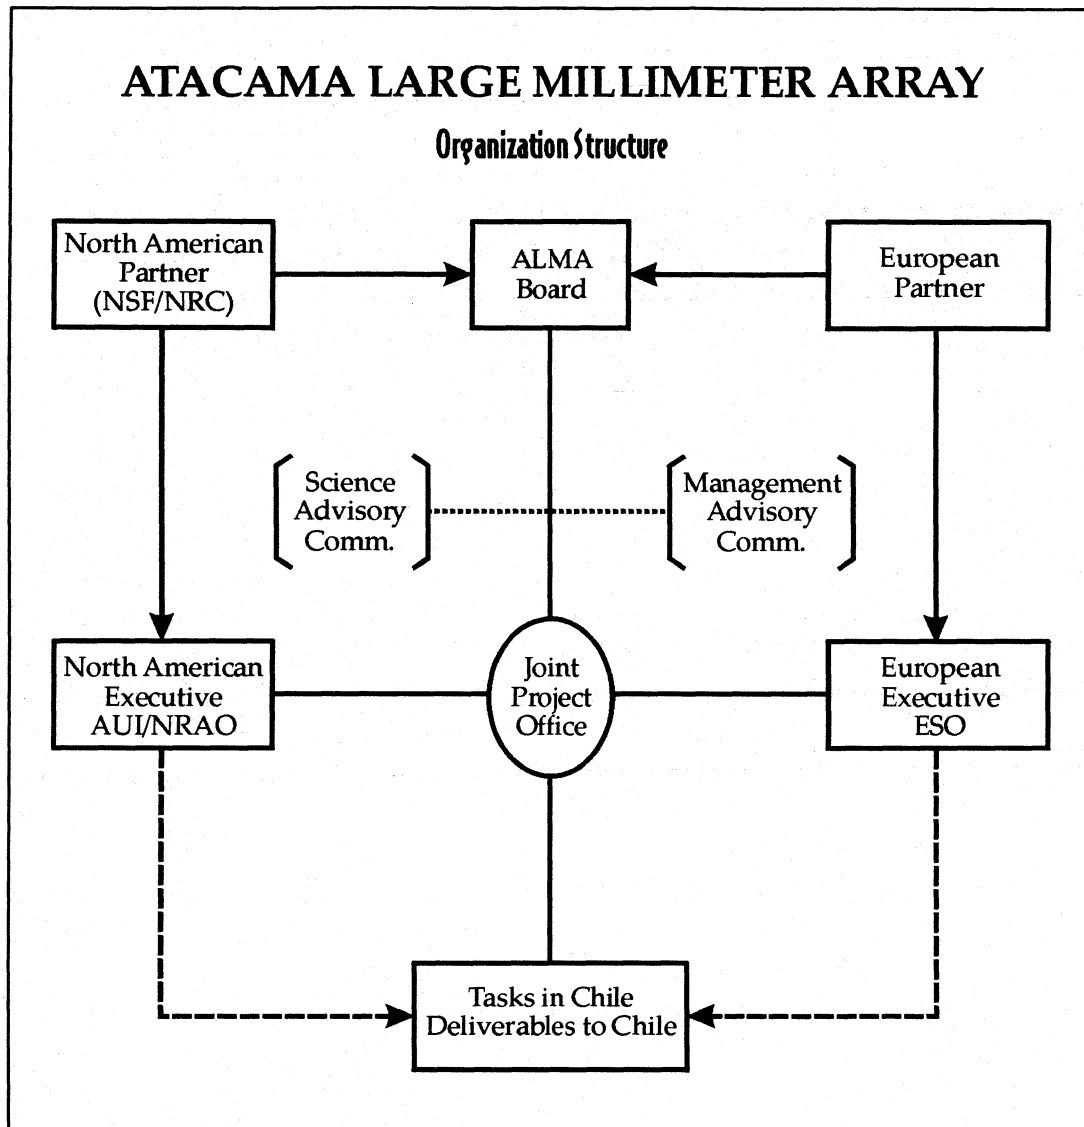 ATACAMA LARGE MILLIMETER ARRAY
Organization Structure
North American
Partner
(NSF/NRC)
ALMA
Board
European
Partner
Science
Advisory
Comm.
Management
Advisory
Comm.
North American
Executive
AUI/NRAO
Joint
Project
Office
European
Executive
ESO
Tasks in Chile
Deliverables to Chile